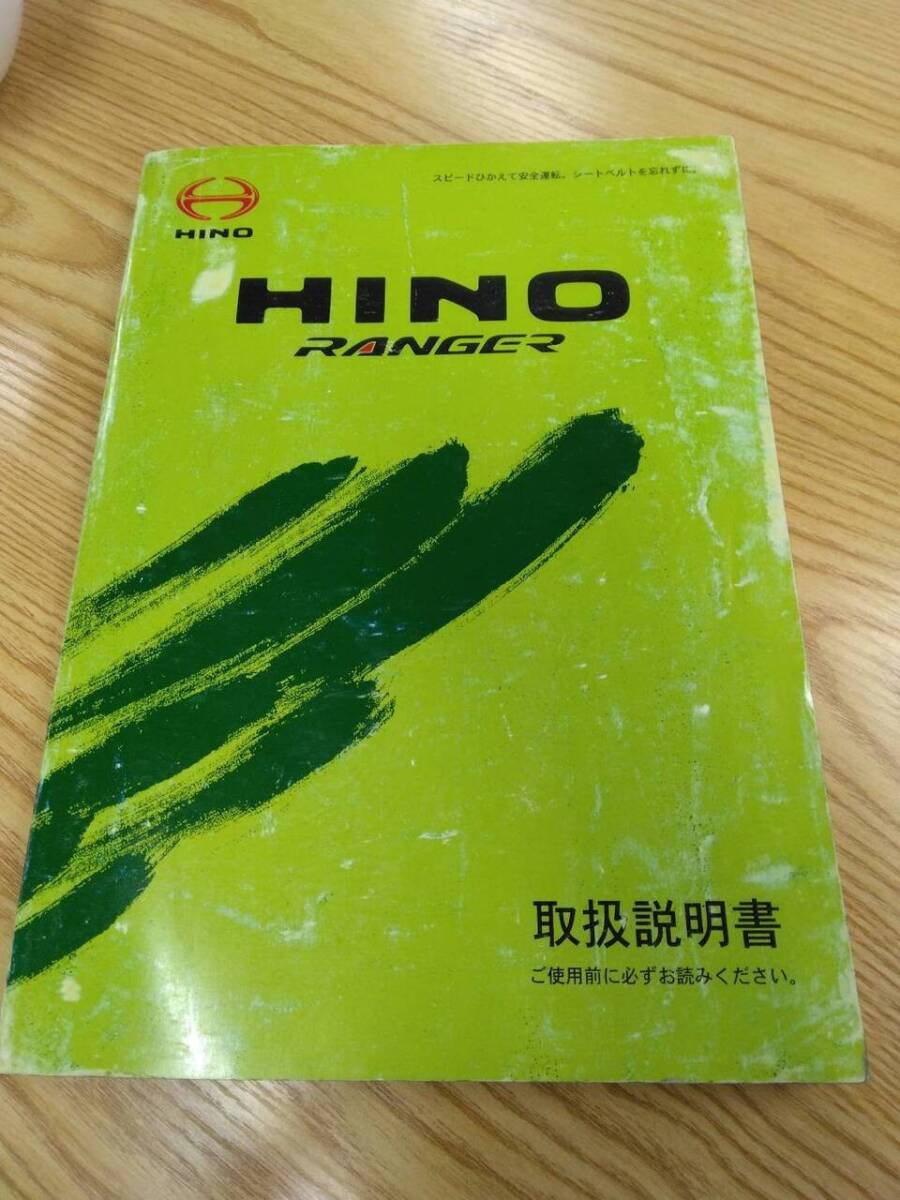 スピードひかえて安全運転。シートベルトを忘れずに。
HINO
HINO
RANGER
取扱説明書
ご使用前に必ずお読みください。